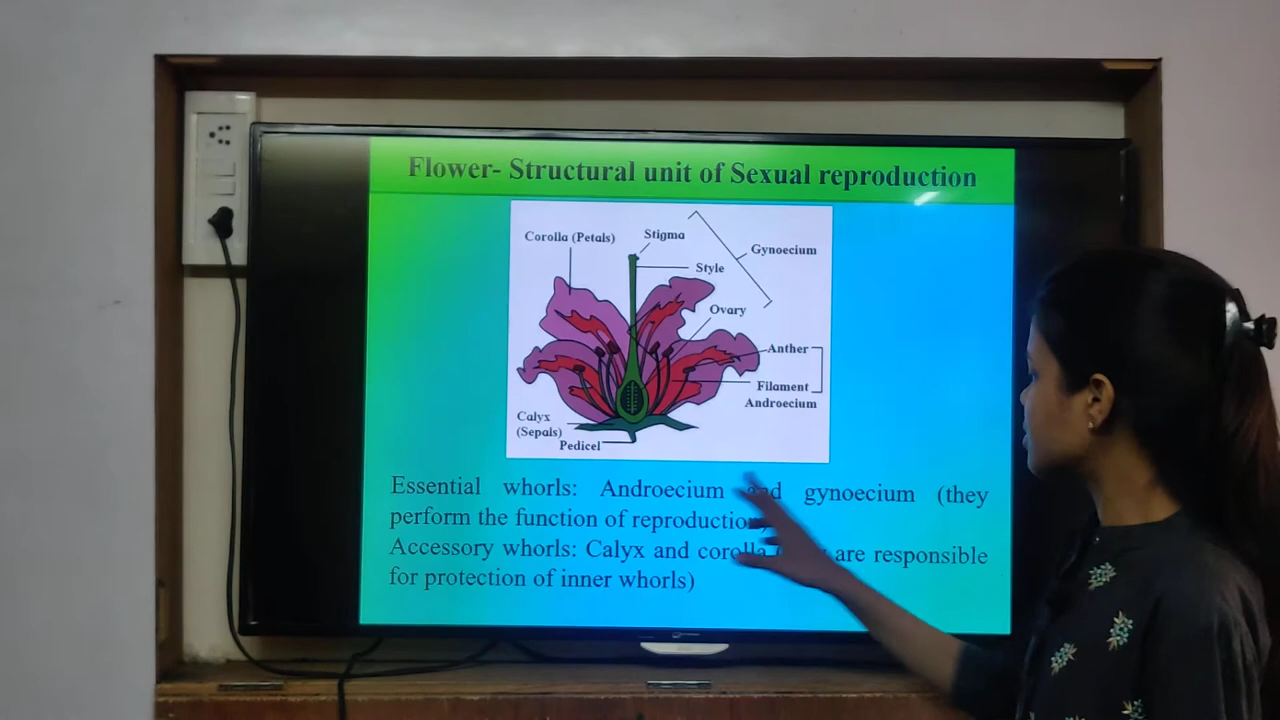 Flower- Structural unit of Sexual reproduction
Corolla (Petals)
Stigma
Gynoecium
Style
Ovary
Anther
Filament
Androecium
Calyx
(Sepals)
Pedicel
Essential whorls: Androecium and gynoecium (they
perform the function of reproduction)
Accessory whorls: Calyx and corolla are responsible
for protection of inner whorls)